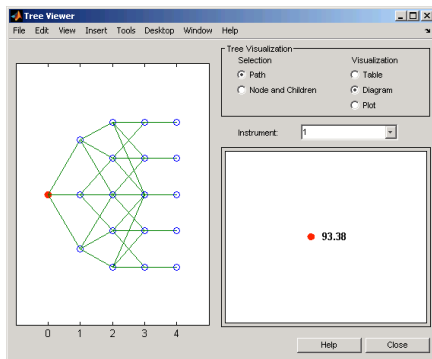 Tree Viewer
File Edit View Insert Tools Desktop Window Help
Tree Visualization
Selection Visualization
Path Table
Node and Children Diagram
Plot
Instrument: 1
93.38
0 1 2 3 4
Help Close